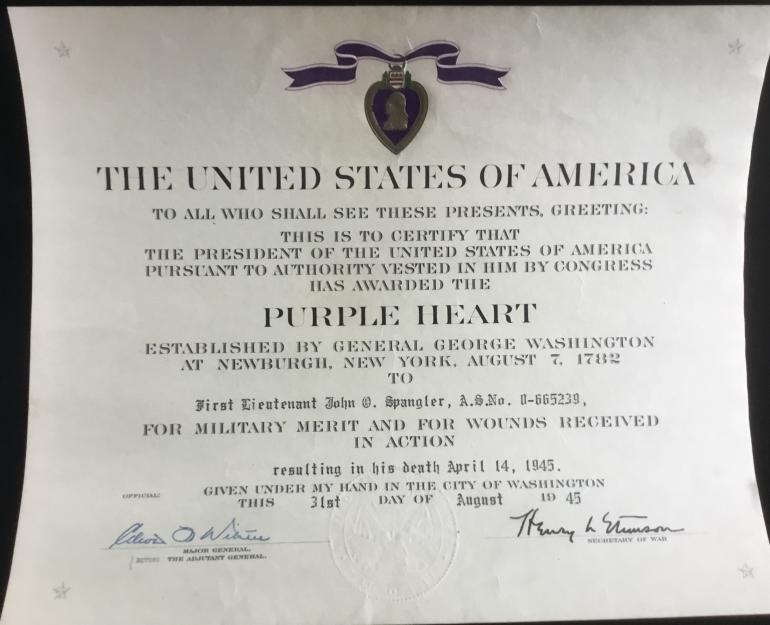 THE UNITED STATES OF AMERICA
TO ALL WHO SHALL SEE THESE PRESENTS, GREETING:
THIS IS TO CERTIFY THAT
THE PRESIDENT OF THE UNITED STATES OF AMERICA
PURSUANT TO AUTHORITY VESTED IN HIM BY CONGRESS
HAS AWARDED THE
PURPLE HEART
ESTABLISHED BY GENERAL GEORGE WASHINGTON
AT NEWBURGH, NEW YORK, AUGUST 7, 1782
TO
First Lieutenant John O. Spangler, A.S.No. O-665239,
FOR MILITARY MERIT AND FOR WOUNDS RECEIVED
IN ACTION
resulting in his death April 14, 1945.
GIVEN UNDER MY HAND IN THE CITY OF WASHINGTON
OFFICIAL:
THIS 31st DAY OF August 19 45
Henry L Stimson
SECRETARY OF WAR
MAJOR GENERAL,
ACTING THE ADJUTANT GENERAL.